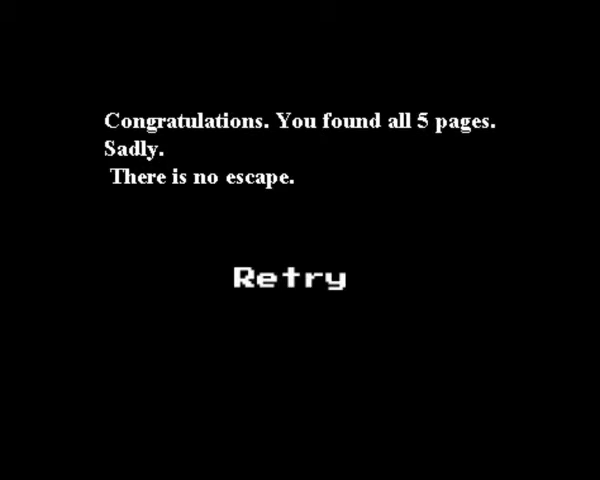 Congratulations. You found all 5 pages.
Sadly.
There is no escape.
Retry